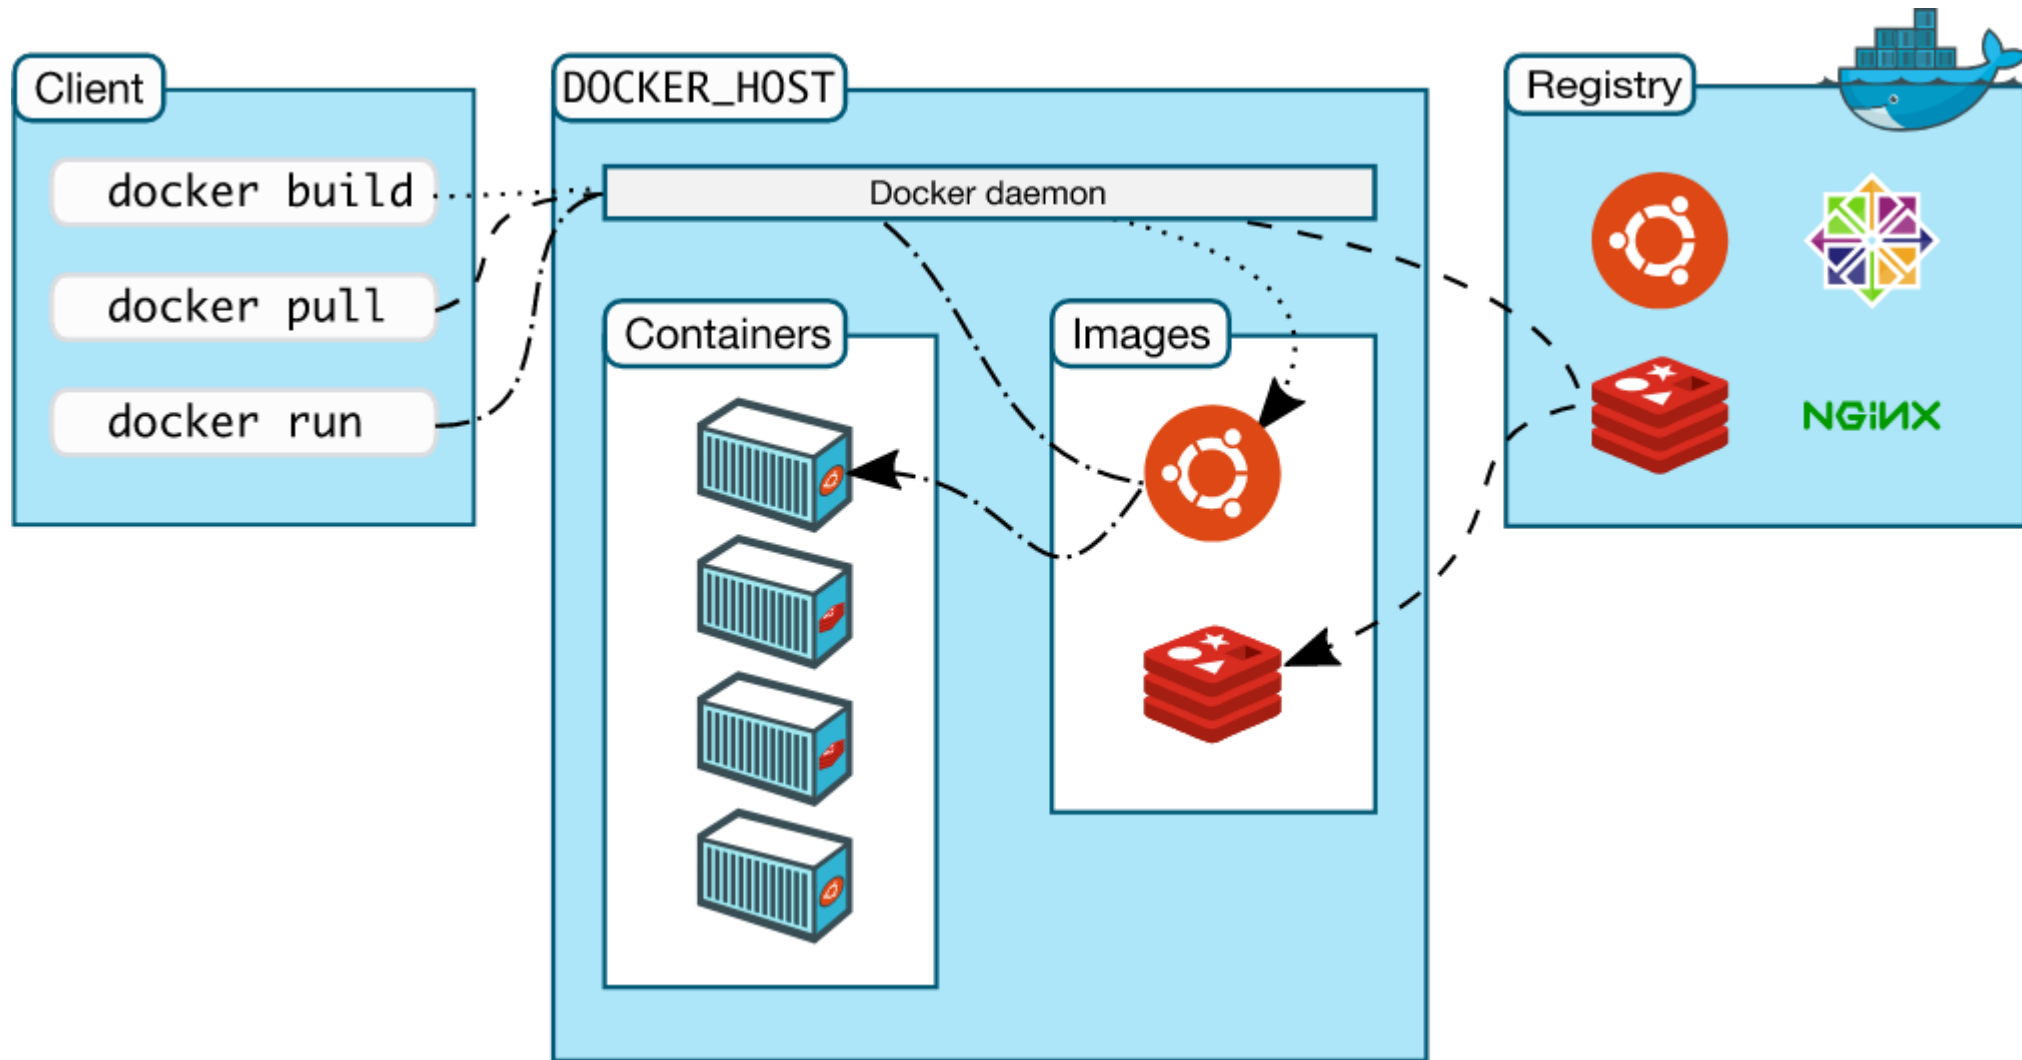 Client
docker build
docker pull
docker run
DOCKER_HOST
Docker daemon
Containers
Images
Registry
NGiNX